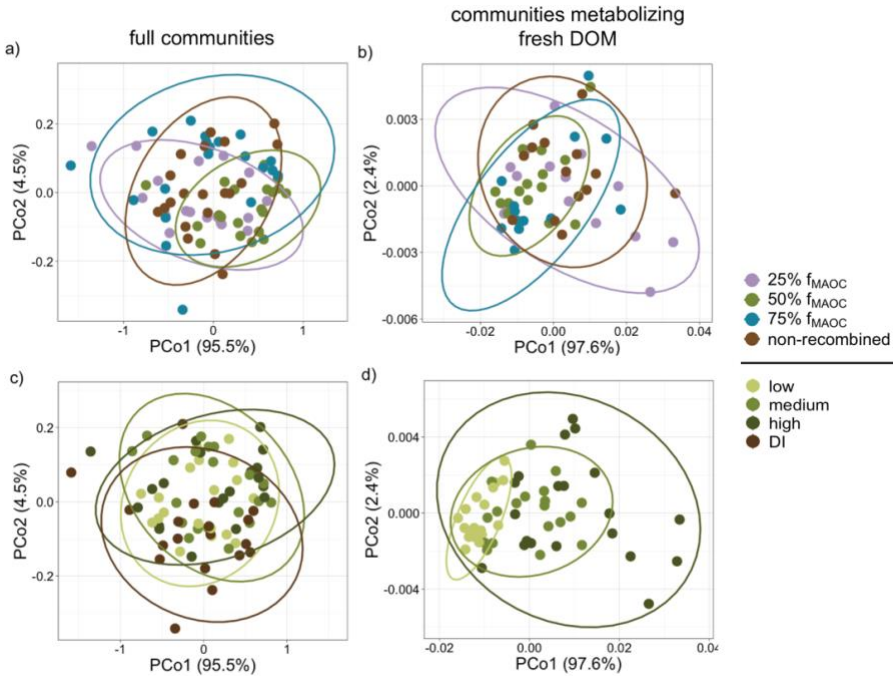 full communities
communities metabolizing
fresh DOM
a)
b)
PCo2 (4.5%)
0.2
0.0
-0.2
-1
0
1
PCo1 (95.5%)
PCo2 (2.4%)
0.003
0.000
-0.003
-0.006
-0.02
0.00
0.02
0.04
PCo1 (97.6%)
25% fMAOC
50% fMAOC
75% fMAOC
non-recombined
low
medium
high
DI
c)
d)
PCo2 (4.5%)
0.2
0.0
-0.2
-1
0
1
PCo1 (95.5%)
PCo2 (2.4%)
0.004
0.000
-0.004
-0.02
0.00
0.02
PCo1 (97.6%)